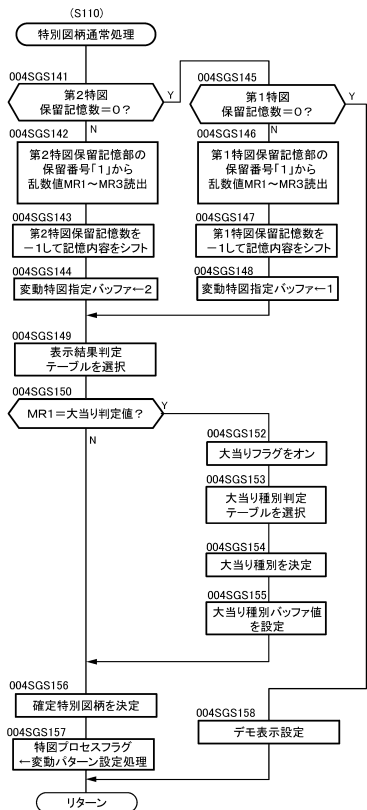 (S110)
特別図柄通常処理
004SGS141
第2特図
保留記憶数=0?
Y
N
004SGS142
第2特図保留記憶部の
保留番号「1」から
乱数値MR1～MR3読出
004SGS143
第2特図保留記憶数を
－1して記憶内容をシフト
004SGS144
変動特図指定バッファ←2
004SGS145
第1特図
保留記憶数=0?
Y
N
004SGS146
第1特図保留記憶部の
保留番号「1」から
乱数値MR1～MR3読出
004SGS147
第1特図保留記憶数を
－1して記憶内容をシフト
004SGS148
変動特図指定バッファ←1
004SGS149
表示結果判定
テーブルを選択
004SGS150
MR1=大当り判定値?
Y
N
004SGS152
大当りフラグをオン
004SGS153
大当り種別判定
テーブルを選択
004SGS154
大当り種別を決定
004SGS155
大当り種別バッファ値
を設定
004SGS156
確定特別図柄を決定
004SGS157
特図プロセスフラグ
←変動パターン設定処理
004SGS158
デモ表示設定
リターン